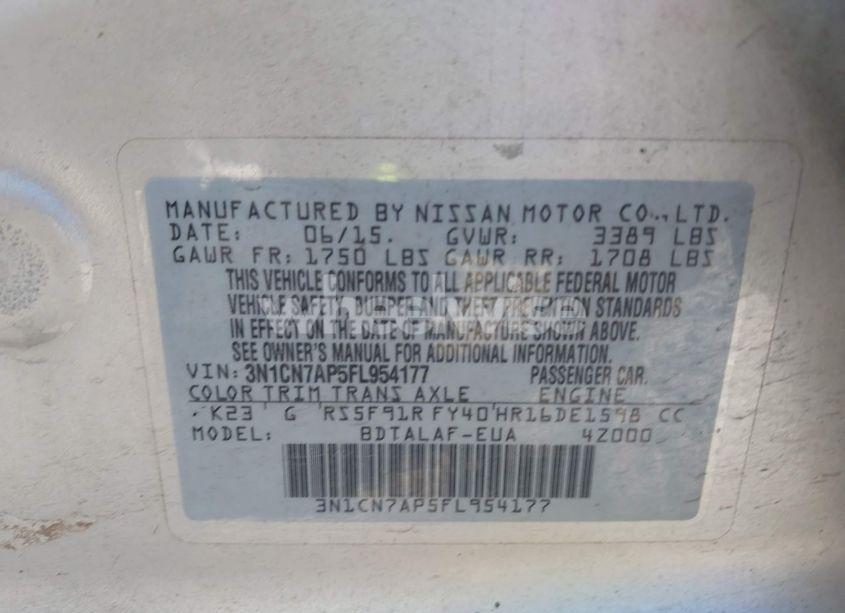 MANUFACTURED BY NISSAN MOTOR CO., LTD.
DATE: 06/15. GVWR: 3389 LBS
GAWR FR: 1750 LBS GAWR RR: 1708 LBS
THIS VEHICLE CONFORMS TO ALL APPLICABLE FEDERAL MOTOR
VEHICLE SAFETY, BUMPER AND THEFT PREVENTION STANDARDS
IN EFFECT ON THE DATE OF MANUFACTURE SHOWN ABOVE.
SEE OWNER'S MANUAL FOR ADDITIONAL INFORMATION.
VIN: 3N1CN7AP5FL954177 PASSENGER CAR.
COLOR TRIM TRANS AXLE ENGINE
K23 G RS5F91R FY40 HR16DE1598 CC
MODEL: BDTALAF-EUA 42000
3N1CN7AP5FL954177